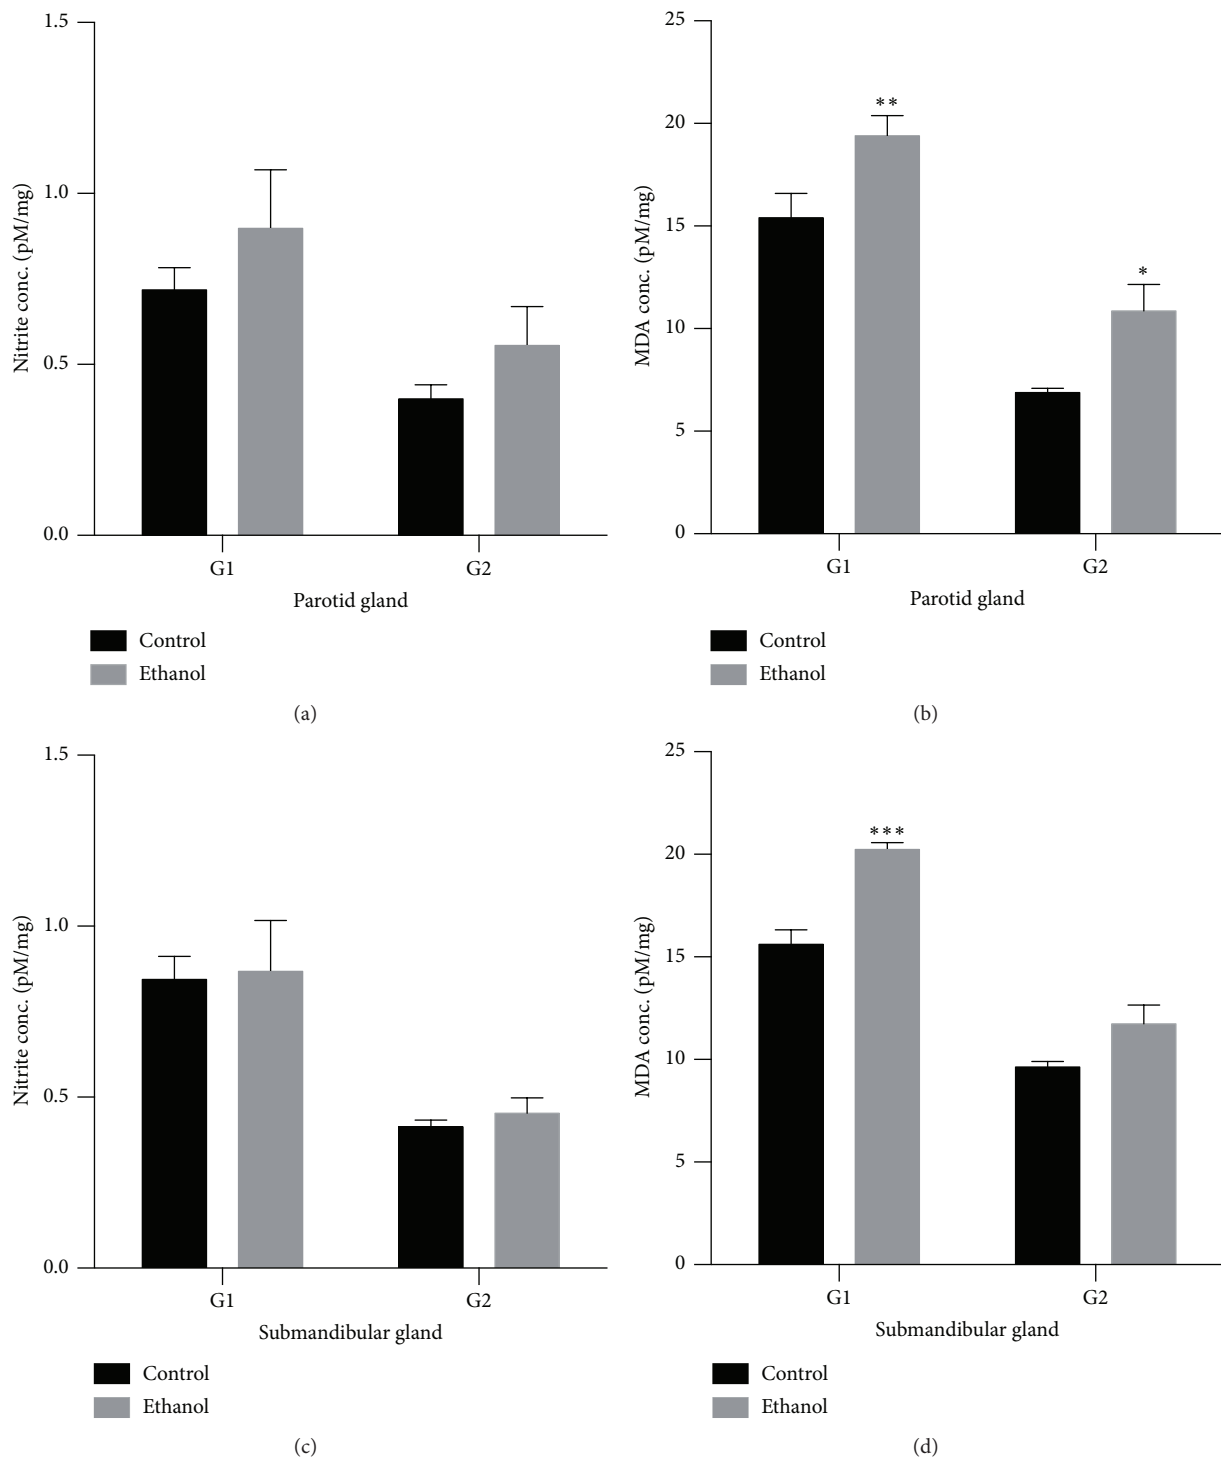 1.5
1.0
0.5
0.0
Nitrite conc. (pM/mg)
G1 G2
Parotid gland
Control
Ethanol
(a)
25
20
15
10
5
0
MDA conc. (pM/mg)
**
*
G1 G2
Parotid gland
Control
Ethanol
(b)
1.5
1.0
0.5
0.0
Nitrite conc. (pM/mg)
G1 G2
Submandibular gland
Control
Ethanol
(c)
25
20
15
10
5
0
MDA conc. (pM/mg)
***
G1 G2
Submandibular gland
Control
Ethanol
(d)